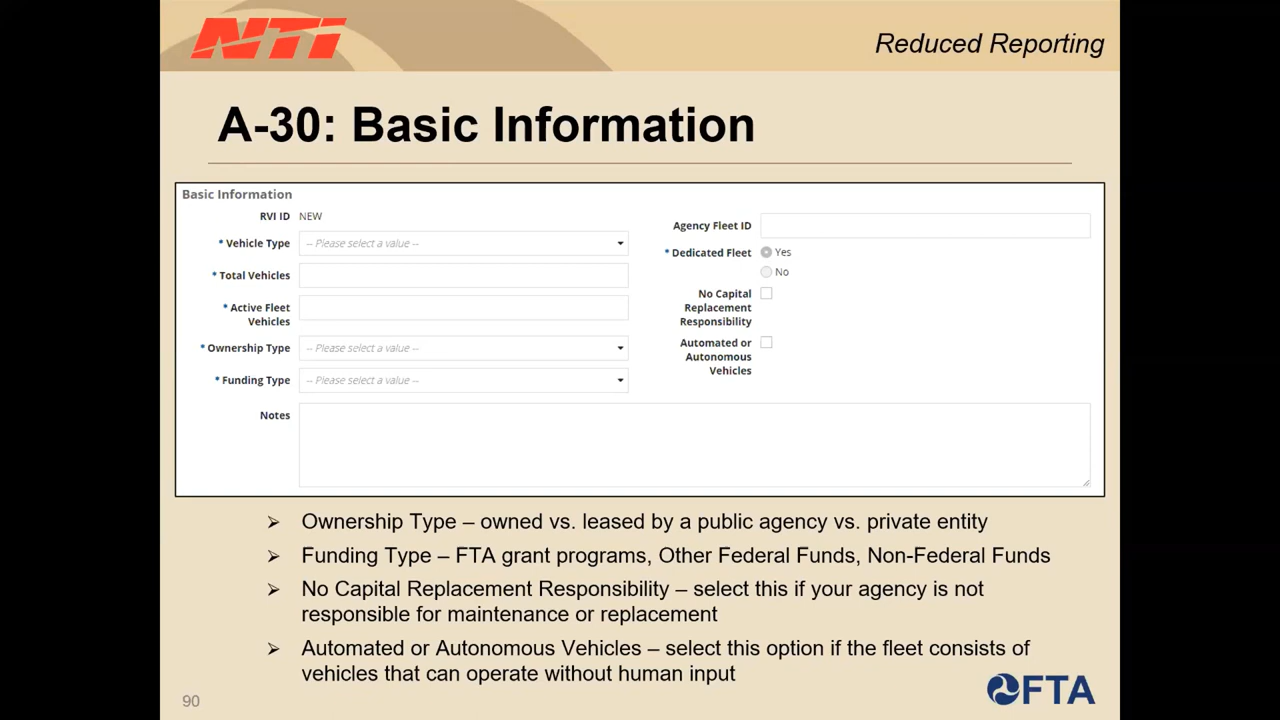 NTI
Reduced Reporting
A-30: Basic Information
Basic Information
RVI ID NEW
* Vehicle Type -- Please select a value --
* Total Vehicles
* Active Fleet
Vehicles
* Ownership Type -- Please select a value --
* Funding Type -- Please select a value --
Agency Fleet ID
* Dedicated Fleet Yes
No
No Capital
Replacement
Responsibility
Automated or
Autonomous
Vehicles
Notes
➢ Ownership Type – owned vs. leased by a public agency vs. private entity
➢ Funding Type – FTA grant programs, Other Federal Funds, Non-Federal Funds
➢ No Capital Replacement Responsibility – select this if your agency is not
responsible for maintenance or replacement
➢ Automated or Autonomous Vehicles – select this option if the fleet consists of
vehicles that can operate without human input
90
FTA